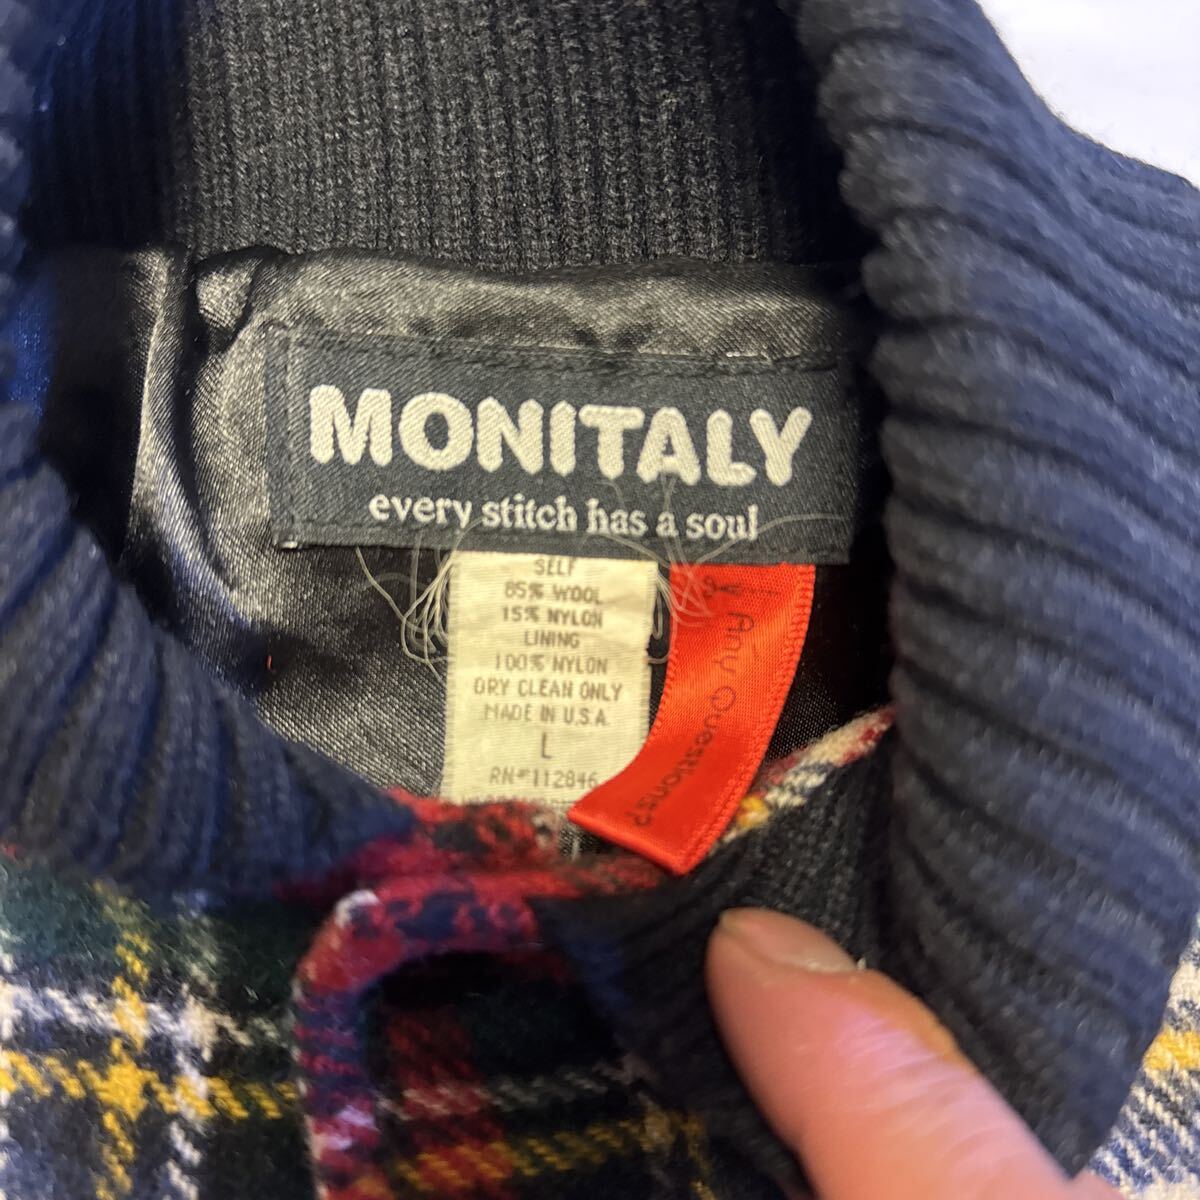 MONITALY
every stitch has a soul
SELF
85% WOOL
15% NYLON
LINING
100% NYLON
DRY CLEAN ONLY
MADE IN U.S.A.
L
RN#112846
Any Questions?